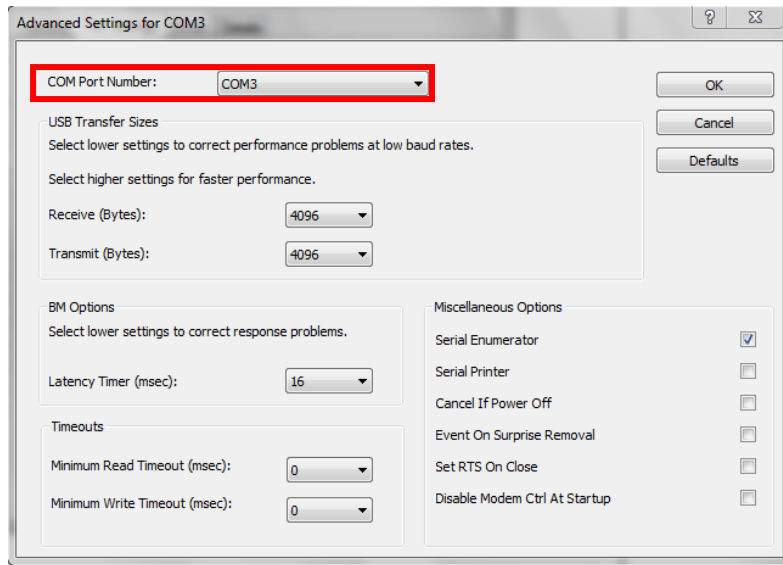 Advanced Settings for COM3
COM Port Number: COM3
OK
USB Transfer Sizes
Cancel
Select lower settings to correct performance problems at low baud rates.
Defaults
Select higher settings for faster performance.
Receive (Bytes): 4096
Transmit (Bytes): 4096
BM Options
Select lower settings to correct response problems.
Latency Timer (msec): 16
Timeouts
Minimum Read Timeout (msec): 0
Minimum Write Timeout (msec): 0
Miscellaneous Options
Serial Enumerator
Serial Printer
Cancel If Power Off
Event On Surprise Removal
Set RTS On Close
Disable Modem Ctrl At Startup